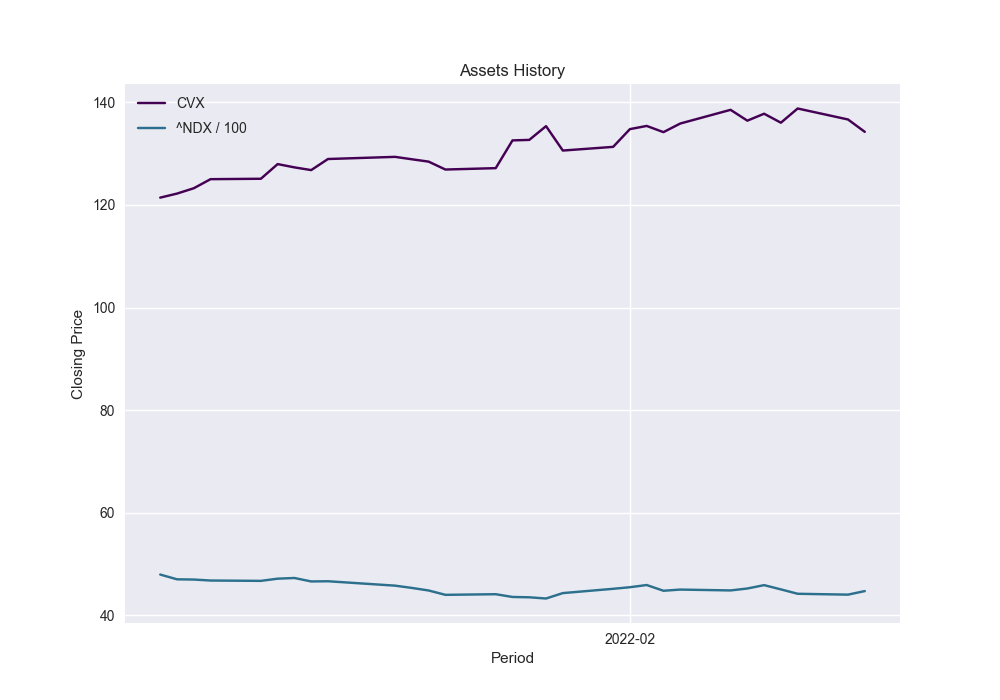 Assets History
CVX
^NDX / 100
140
120
100
80
60
40
Closing Price
2022-02
Period